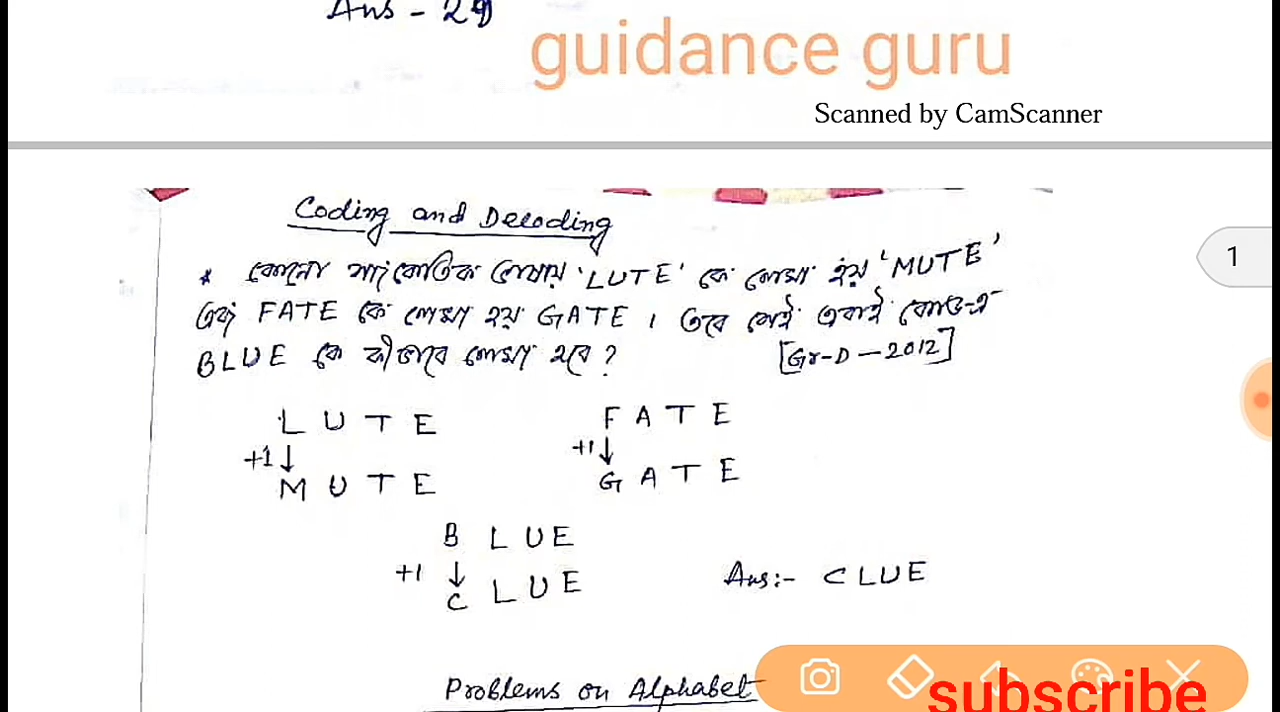 Ans - 29
guidance guru
Scanned by CamScanner
Coding and Decoding
* কোনো সাংকেতিক ভাষায় 'LUTE' কে লেখা হয় 'MUTE'
এবং FATE কে লেখা হয় GATE । তবে সেই একই কোড-এ
BLUE কে কীভাবে লেখা হবে ? [Gr-D-2012]
1
L U T E F A T E
+1↓ +1↓
M U T E G A T E
B L U E
+1 ↓
C L U E Ans:- CLUE
Problems on Alphabet
subscribe